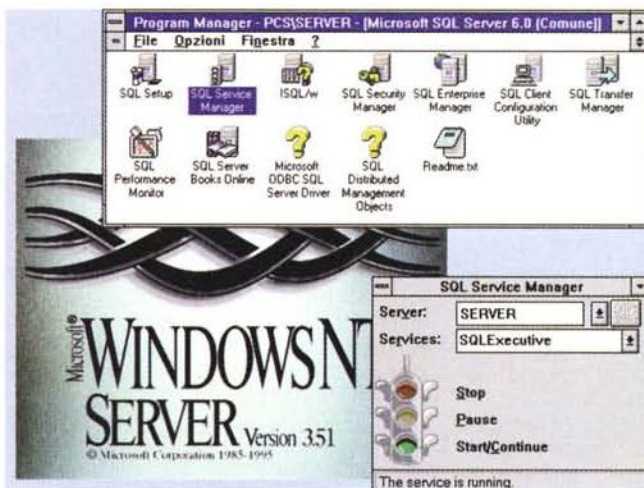 Program Manager - PCS\SERVER - [Microsoft SQL Server 6.0 (Comune)]
File Opzioni Finestra ?
SQL Setup
SQL Service Manager
ISQL/w
SQL Security Manager
SQL Enterprise Manager
SQL Client Configuration Utility
SQL Transfer Manager
SQL Performance Monitor
SQL Server Books Online
Microsoft ODBC SQL Server Driver
SQL Distributed Management Objects
Readme.txt
Microsoft®
WINDOWS NT
SERVER Version 3.51
© Microsoft Corporation 1985-1995
SQL Service Manager
Server: SERVER
Services: SQLExecutive
Stop
Pause
Start/Continue
The service is running.